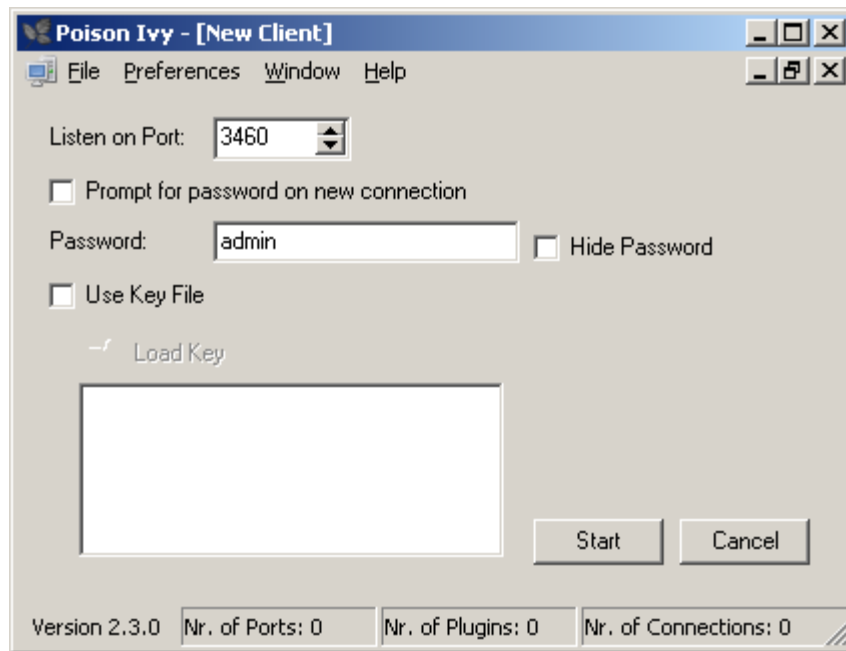 Poison Ivy - [New Client]
File Preferences Window Help
Listen on Port: 3460
Prompt for password on new connection
Password: admin Hide Password
Use Key File
Load Key
Start Cancel
Version 2.3.0 Nr. of Ports: 0 Nr. of Plugins: 0 Nr. of Connections: 0